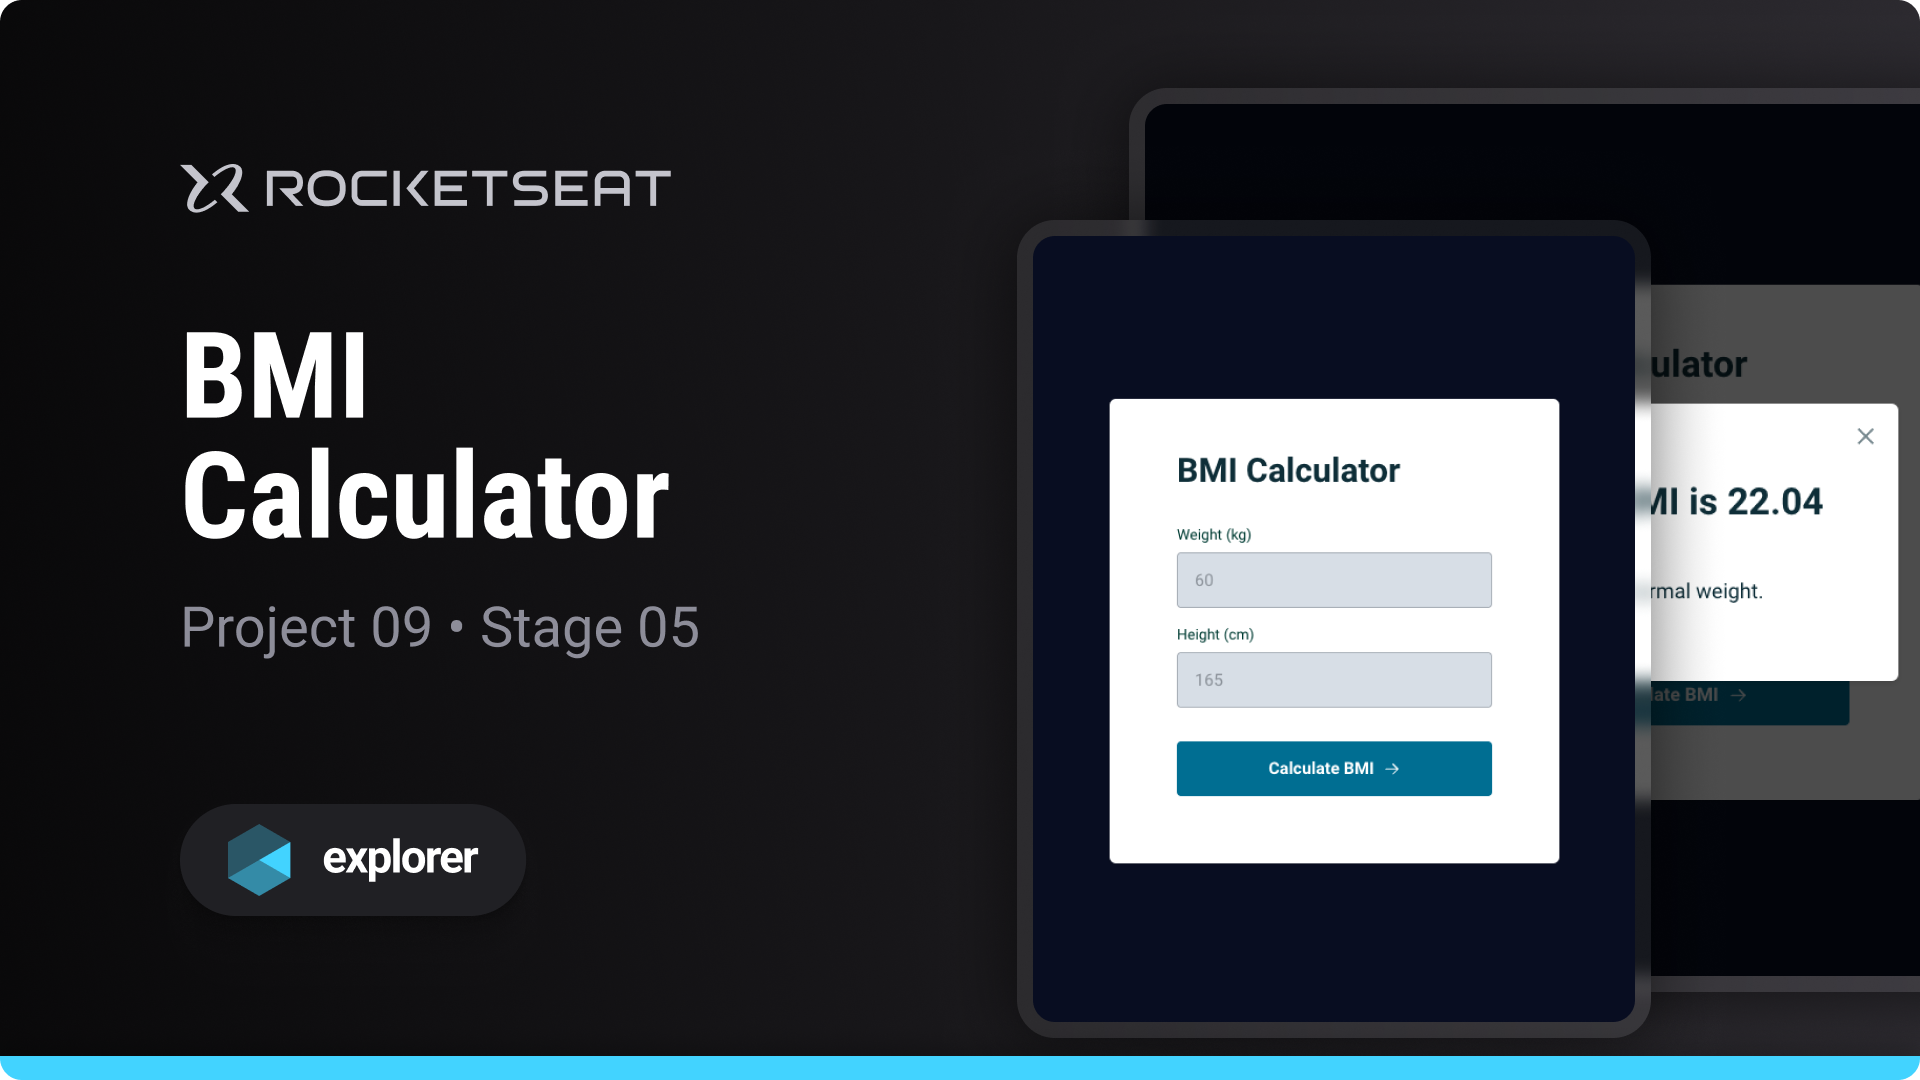 ROCKETSEAT
BMI
Calculator
Project 09 • Stage 05
explorer
BMI Calculator
Weight (kg)
60
Height (cm)
165
Calculate BMI →
ulator
MI is 22.04
rmal weight.
late BMI →